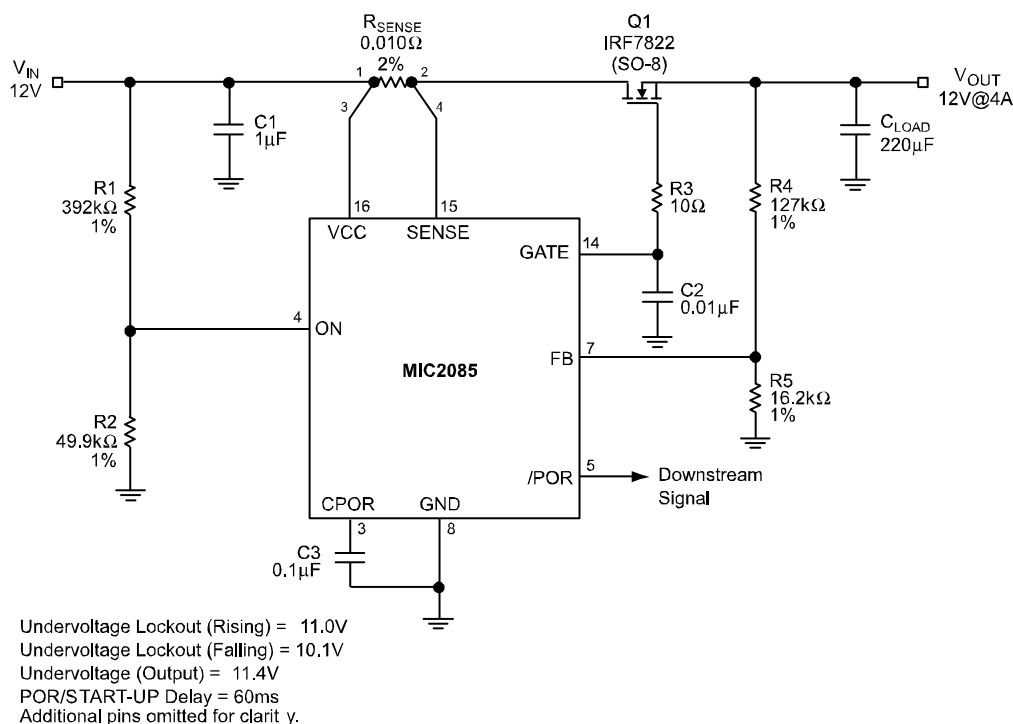 RSENSE
0.010Ω
2%
Q1
IRF7822
(SO-8)
VIN
12V
1
2
3
4
VOUT
12V@4A
C1
1µF
CLOAD
220µF
R1
392kΩ
1%
R3
10Ω
R4
127kΩ
1%
16
15
VCC
SENSE
14
GATE
C2
0.01µF
4
ON
7
FB
MIC2085
R5
16.2kΩ
1%
R2
49.9kΩ
1%
5
/POR
Downstream
Signal
CPOR
GND
3
8
C3
0.1µF
Undervoltage Lockout (Rising) = 11.0V
Undervoltage Lockout (Falling) = 10.1V
Undervoltage (Output) = 11.4V
POR/START-UP Delay = 60ms
Additional pins omitted for clarit y.